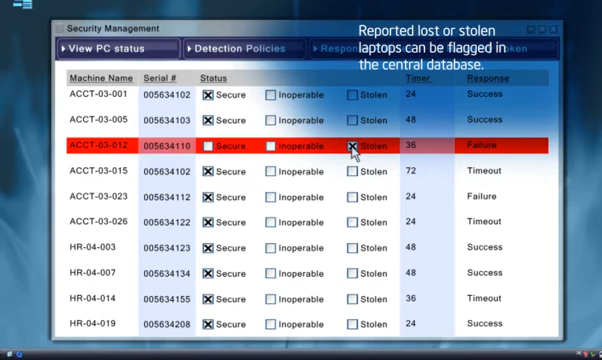 Security Management
Reported lost or stolen
laptops can be flagged in
the central database.
View PC status Detection Policies
Machine Name Serial # Status Timer Response
ACCT-03-001 005634102 Secure Inoperable Stolen 24 Success
ACCT-03-005 005634103 Secure Inoperable Stolen 48 Success
ACCT-03-012 005634110 Secure Inoperable Stolen 36 Failure
ACCT-03-015 005634102 Secure Inoperable Stolen 72 Timeout
ACCT-03-023 005634112 Secure Inoperable Stolen 24 Failure
ACCT-03-026 005634122 Secure Inoperable Stolen 24 Timeout
HR-04-003 005634123 Secure Inoperable Stolen 48 Success
HR-04-007 005634134 Secure Inoperable Stolen 48 Success
HR-04-014 005634155 Secure Inoperable Stolen 36 Timeout
HR-04-019 005634208 Secure Inoperable Stolen 24 Success